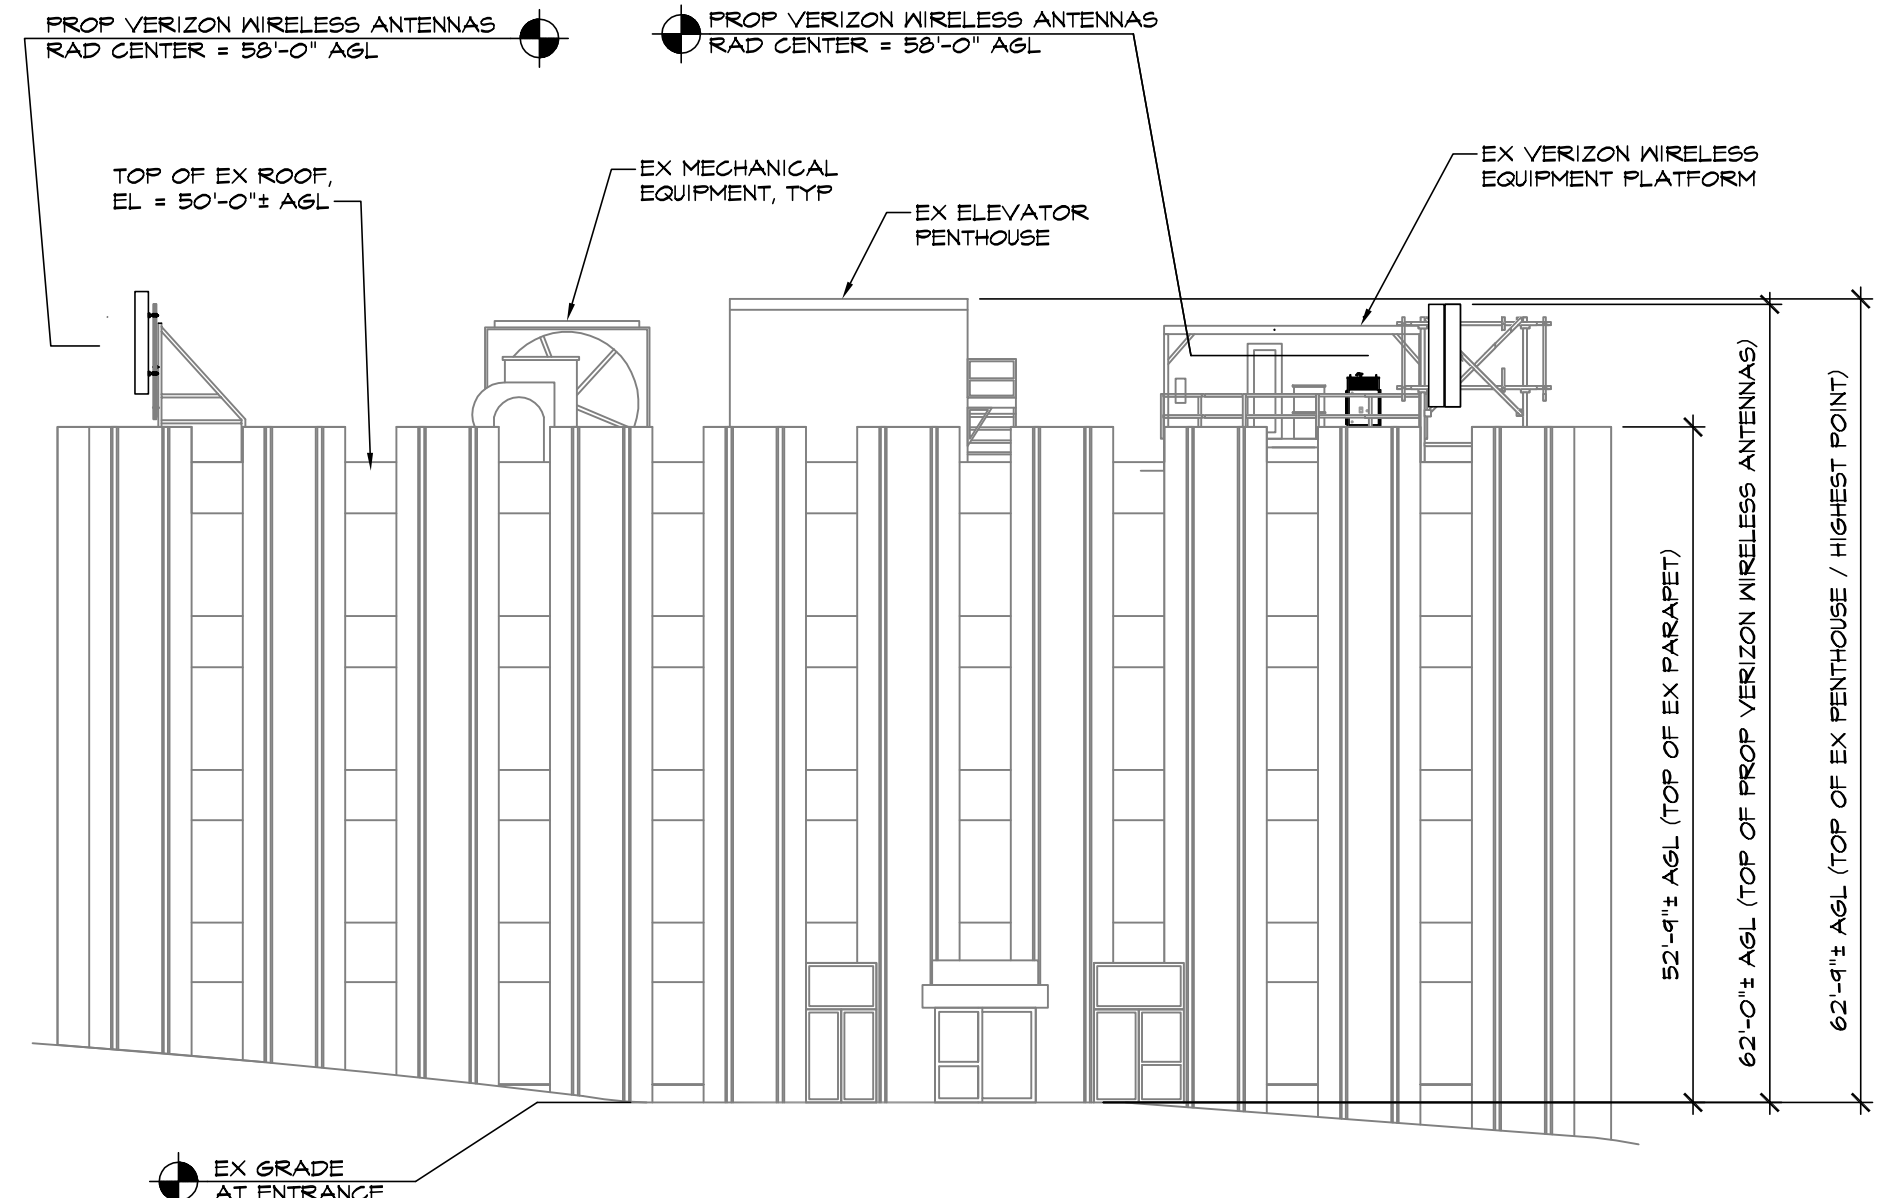 PROP VERIZON WIRELESS ANTENNAS
RAD CENTER = 58'-0" AGL
PROP VERIZON WIRELESS ANTENNAS
RAD CENTER = 58'-0" AGL
TOP OF EX ROOF,
EL = 50'-0"± AGL
EX MECHANICAL
EQUIPMENT, TYP
EX ELEVATOR
PENTHOUSE
EX VERIZON WIRELESS
EQUIPMENT PLATFORM
52'-9"± AGL (TOP OF EX PARAPET)
62'-0"± AGL (TOP OF PROP VERIZON WIRELESS ANTENNAS)
62'-9"± AGL (TOP OF EX PENTHOUSE / HIGHEST POINT)
EX GRADE
AT ENTRANCE